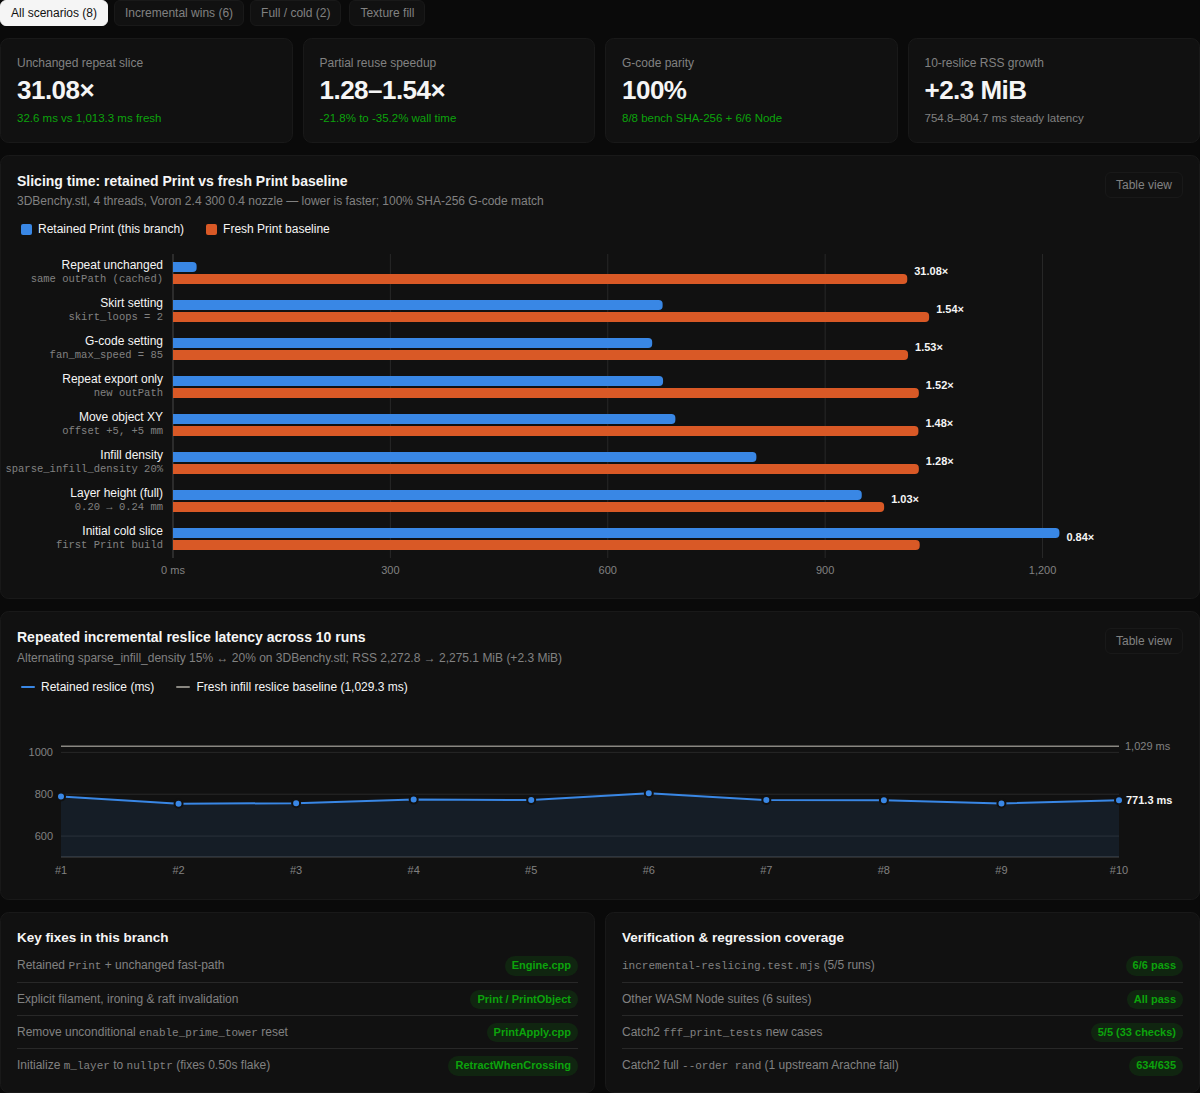 All scenarios (8) Incremental wins (6) Full / cold (2) Texture fill
Unchanged repeat slice
31.08×
32.6 ms vs 1,013.3 ms fresh
Partial reuse speedup
1.28–1.54×
-21.8% to -35.2% wall time
G-code parity
100%
8/8 bench SHA-256 + 6/6 Node
10-reslice RSS growth
+2.3 MiB
754.8–804.7 ms steady latency
Slicing time: retained Print vs fresh Print baseline
Table view
3DBenchy.stl, 4 threads, Voron 2.4 300 0.4 nozzle — lower is faster; 100% SHA-256 G-code match
Retained Print (this branch) Fresh Print baseline
Repeat unchanged
same outPath (cached)
31.08×
Skirt setting
skirt_loops = 2
1.54×
G-code setting
fan_max_speed = 85
1.53×
Repeat export only
new outPath
1.52×
Move object XY
offset +5, +5 mm
1.48×
Infill density
sparse_infill_density 20%
1.28×
Layer height (full)
0.20 → 0.24 mm
1.03×
Initial cold slice
first Print build
0.84×
0 ms 300 600 900 1,200
Repeated incremental reslice latency across 10 runs
Table view
Alternating sparse_infill_density 15% ↔ 20% on 3DBenchy.stl; RSS 2,272.8 → 2,275.1 MiB (+2.3 MiB)
Retained reslice (ms) Fresh infill reslice baseline (1,029.3 ms)
1,029 ms
1000
800
771.3 ms
600
#1 #2 #3 #4 #5 #6 #7 #8 #9 #10
Key fixes in this branch
Retained Print + unchanged fast-path Engine.cpp
Explicit filament, ironing & raft invalidation Print / PrintObject
Remove unconditional enable_prime_tower reset PrintApply.cpp
Initialize m_layer to nullptr (fixes 0.50s flake) RetractWhenCrossing
Verification & regression coverage
incremental-reslicing.test.mjs (5/5 runs) 6/6 pass
Other WASM Node suites (6 suites) All pass
Catch2 fff_print_tests new cases 5/5 (33 checks)
Catch2 full --order rand (1 upstream Arachne fail) 634/635